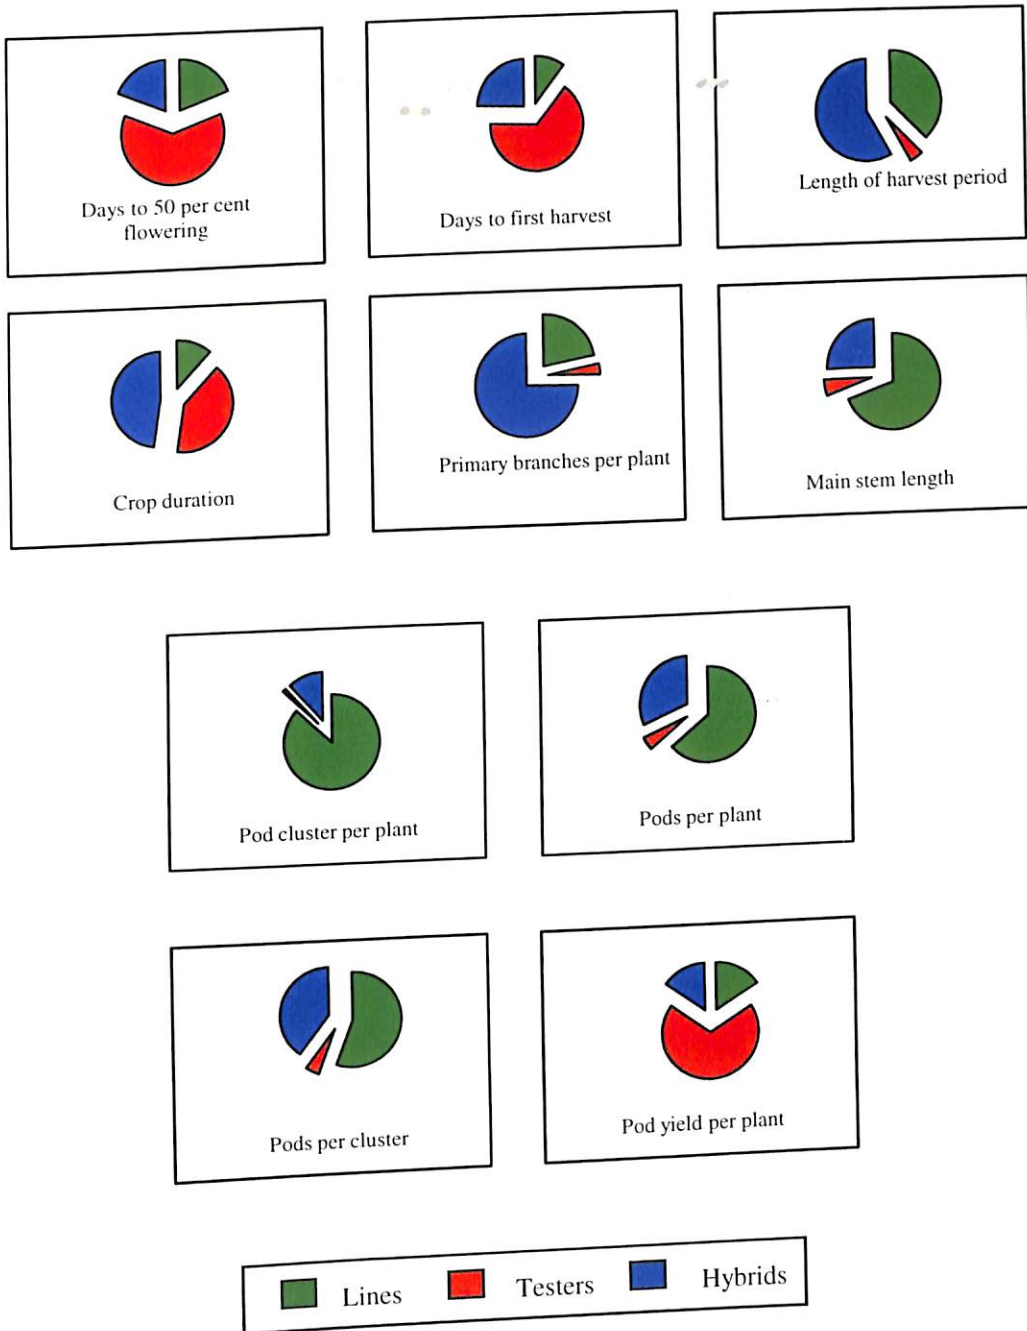 Days to 50 per cent
flowering
Days to first harvest
Length of harvest period
Crop duration
Primary branches per plant
Main stem length
Pod cluster per plant
Pods per plant
Pods per cluster
Pod yield per plant
Lines
Testers
Hybrids